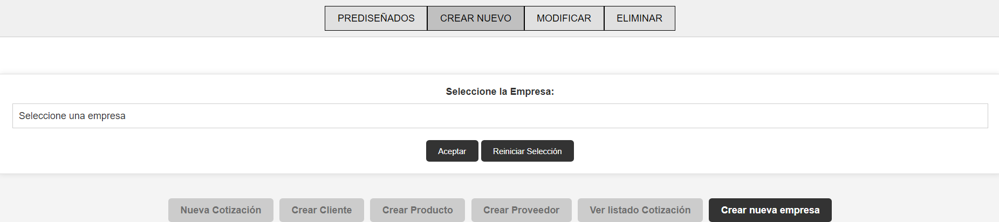 PREDISEÑADOS CREAR NUEVO MODIFICAR ELIMINAR
Seleccione la Empresa:
Seleccione una empresa
Aceptar Reiniciar Selección
Nueva Cotización Crear Cliente Crear Producto Crear Proveedor Ver listado Cotización Crear nueva empresa